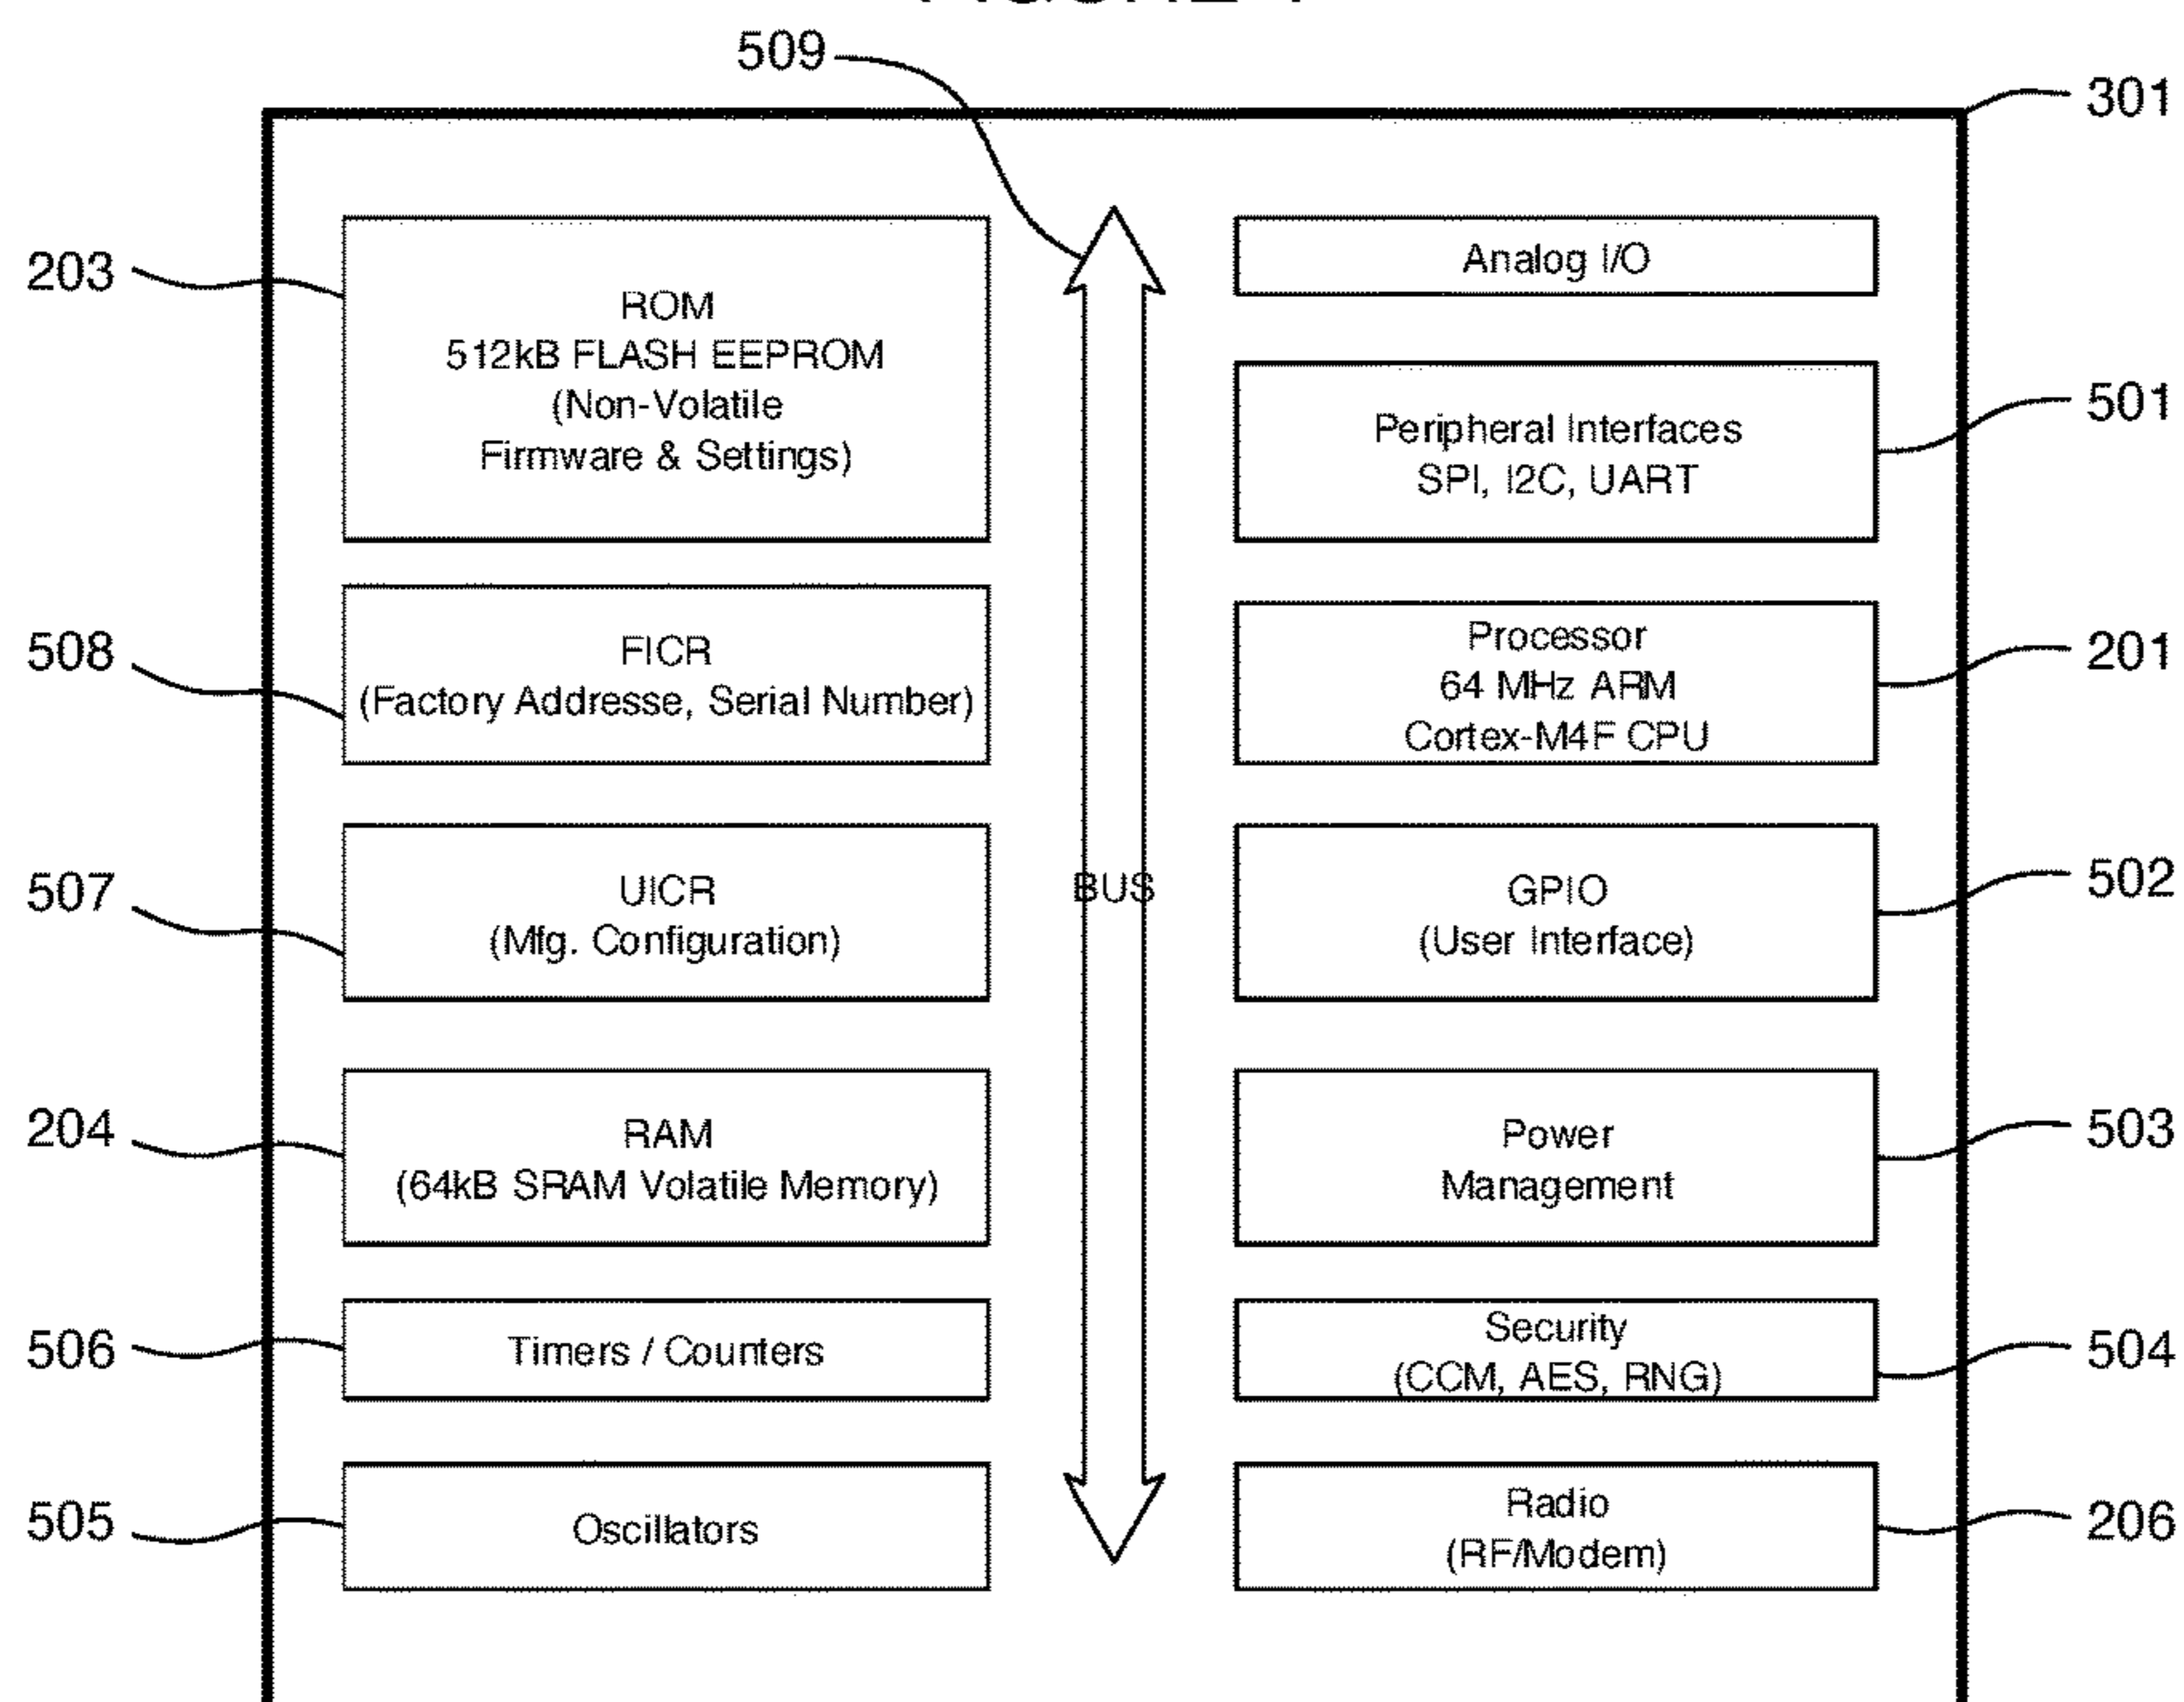 509
301
203
ROM
512kB FLASH EEPROM
(Non-Volatile
Firmware & Settings)
Analog I/O
Peripheral Interfaces
SPI, I2C, UART
501
508
FICR
(Factory Addresse, Serial Number)
Processor
64 MHz ARM
Cortex-M4F CPU
201
507
UICR
(Mfg. Configuration)
BUS
GPIO
(User Interface)
502
204
RAM
(64kB SRAM Volatile Memory)
Power
Management
503
506
Timers / Counters
Security
(CCM, AES, RNG)
504
505
Oscillators
Radio
(RF/Modem)
206